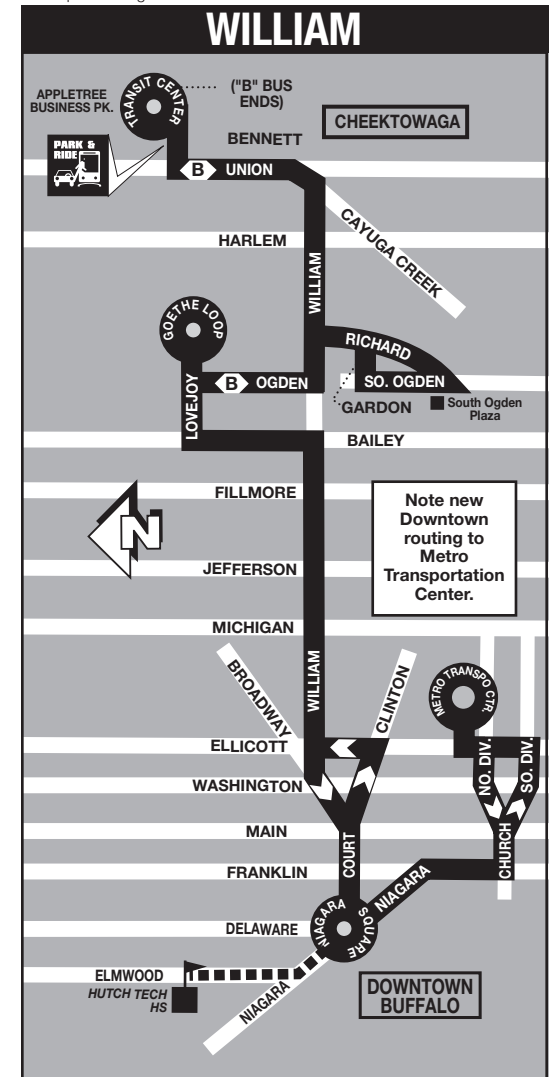 WILLIAM
APPLETREE
BUSINESS PK.
TRANSIT CENTER
("B" BUS
ENDS)
CHEEKTOWAGA
BENNETT
PARK &
RIDE
B
UNION
CAYUGA CREEK
HARLEM
WILLIAM
GOETHE LOOP
RICHARD
B
OGDEN
SO. OGDEN
LOVEJOY
GARDON
South Ogden
Plaza
BAILEY
FILLMORE
Note new
Downtown
routing to
Metro
Transportation
Center.
N
JEFFERSON
MICHIGAN
BROADWAY
WILLIAM
CLINTON
METRO TRANSPO CTR.
ELLICOTT
NO. DIV.
SO. DIV.
WASHINGTON
MAIN
COURT
CHURCH
FRANKLIN
NIAGARA
DELAWARE
NIAGARA
SQUARE
ELMWOOD
HUTCH TECH
HS
NIAGARA
DOWNTOWN
BUFFALO